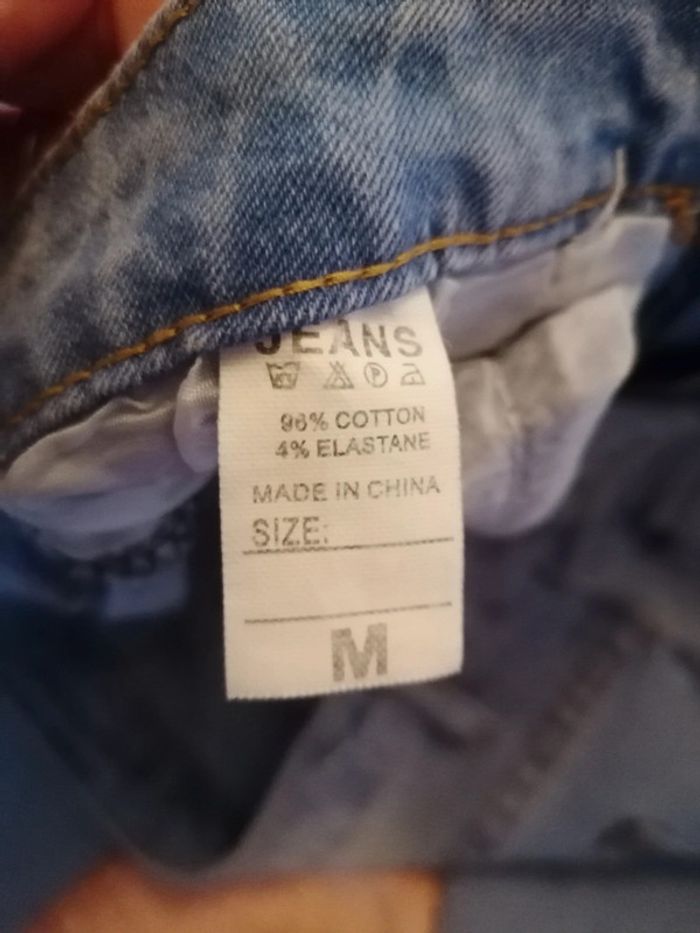 JEANS
96% COTTON
4% ELASTANE
MADE IN CHINA
SIZE:
M